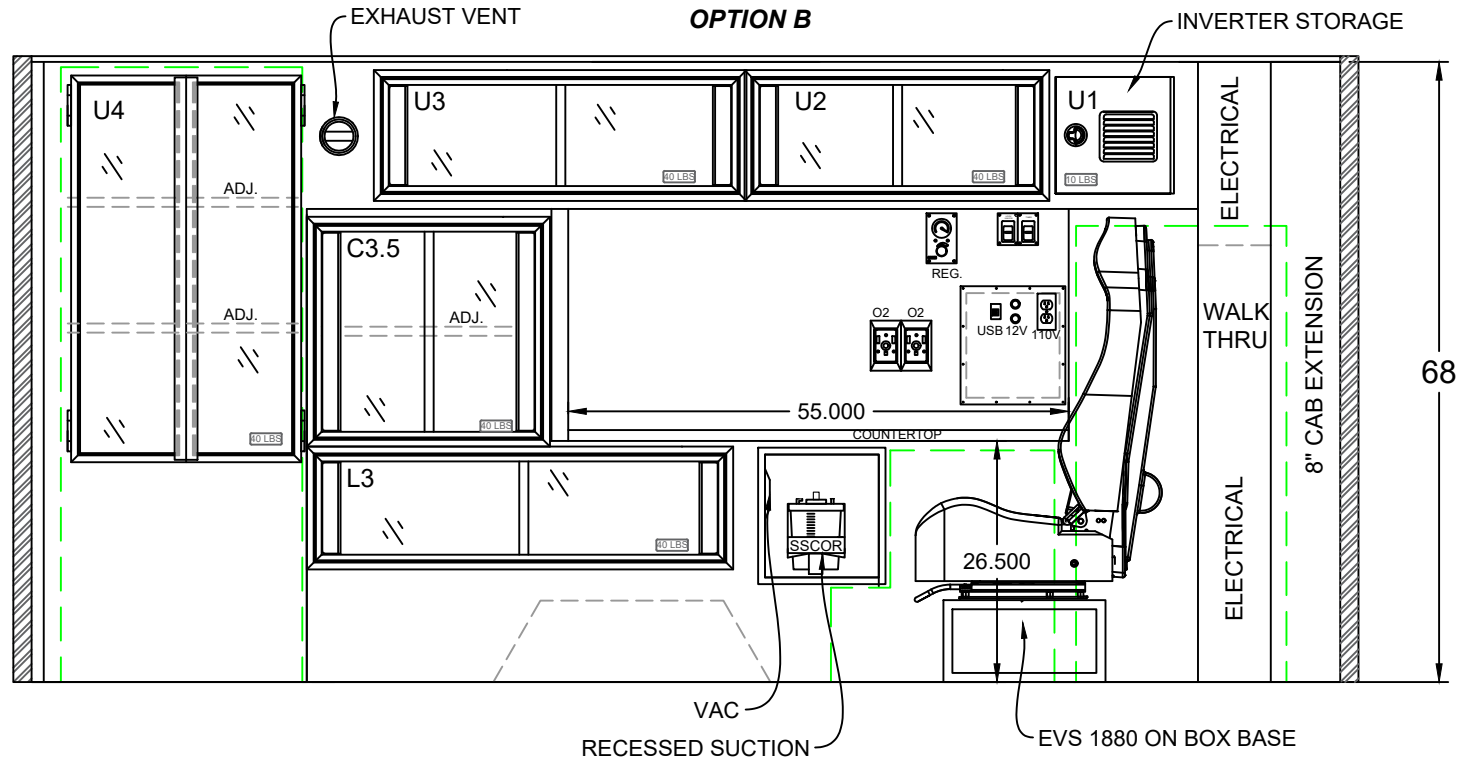 OPTION B
EXHAUST VENT
INVERTER STORAGE
U4
U3
U2
U1
40 LBS
40 LBS
10 LBS
ELECTRICAL
ADJ.
C3.5
REG.
8" CAB EXTENSION
WALK
THRU
O2 O2
USB 12V 110V
ADJ.
ADJ.
68
55.000
40 LBS
40 LBS
COUNTERTOP
L3
40 LBS
SSCOR
26.500
ELECTRICAL
VAC
RECESSED SUCTION
EVS 1880 ON BOX BASE